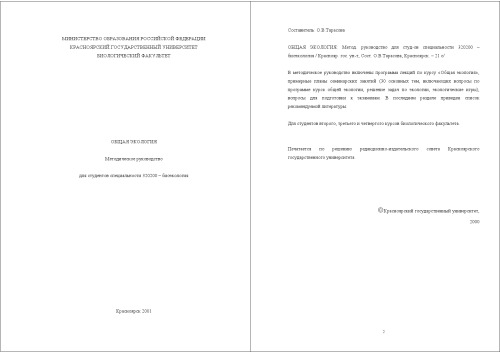 МИНИСТЕРСТВО ОБРАЗОВАНИЯ РОССИЙСКОЙ ФЕДЕРАЦИИ
КРАСНОЯРСКИЙ ГОСУДАРСТВЕННЫЙ УНИВЕРСИТЕТ
БИОЛОГИЧЕСКИЙ ФАКУЛЬТЕТ
ОБЩАЯ ЭКОЛОГИЯ
Методическое руководство
для студентов специальности 320200 – биоэкология
Красноярск 2001
Составитель О.В.Тарасова
ОБЩАЯ ЭКОЛОГИЯ: Метод. руководство для студ-ов специальности 320200 –
биоэкология / Краснояр. гос. ун-т; Сост. О.В.Тарасова, Красноярск. – 21 с/
В методическое руководство включены программа лекций по курсу «Общая экология»,
примерные планы семинарских занятий (30 основных тем, включающих вопросы по
программе курса общей экологии, решение задач по экологии, экологические игры),
вопросы для подготовки к экзаменам. В последнем разделе приведен список
рекомендуемой литературы.
Для студентов второго, третьего и четвертого курсов биологического факультета.
Печатается по решению редакционно-издательского совета Красноярского
государственного университета.
©Красноярский государственный университет,
2000
2